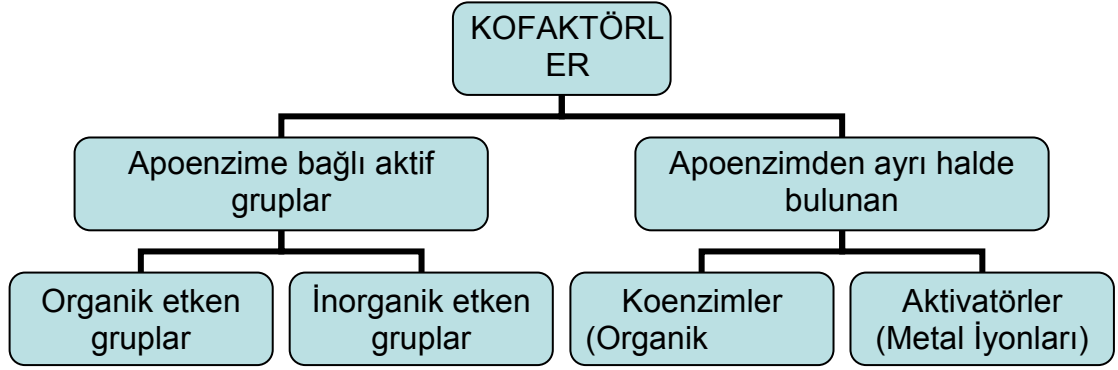 KOFAKTÖRL
ER
Apoenzime bağlı aktif
gruplar
Apoenzimden ayrı halde
bulunan
Organik etken
gruplar
İnorganik etken
gruplar
Koenzimler
(Organik
Aktivatörler
(Metal İyonları)